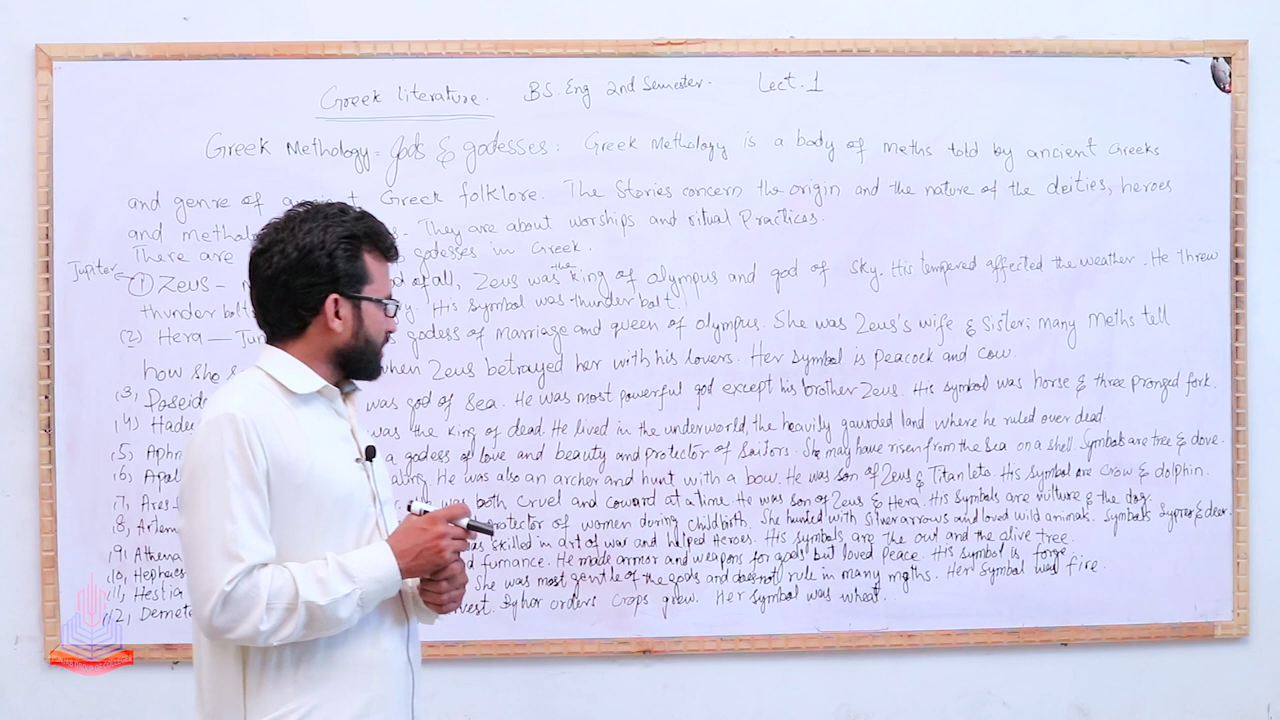 Greek Literature. BS. Eng 2nd Semester. Lect. 1
Greek Methology = gods & godesses: Greek Methology is a body of meths told by ancient Greeks
and genre of Greek folklore. The Stories concern the origin and the nature of the deities, heroes
and They are about worships and ritual Practices.
There are godesses in Greek.
Jupiter
(1) Zeus - of all, Zeus was the king of olympus and god of sky. His tempered affected the weather. He threw
thunder bolt His symbol was thunder bolt.
(2) Hera — godess of Marriage and queen of olympus. She was Zeus's wife & Sister; many Meths tell
how she when Zeus betrayed her with his lovers. Her symbol is Peacock and cow.
(3) was god of Sea. He was most powerful god except his brother Zeus. His symbol was horse & three pronged fork.
(4) was the King of dead. He lived in the underworld, the heavily gaurded land where he ruled over dead.
(5) a godess of love and beauty and protector of Sailors. She may have risen from the Sea on a shell. Symbols are tree & dove.
(6) He was also an archer and hunt with a bow. He was son of Zeus & Titan leto. His symbol are crow & dolphin.
(7) Ares was both cruel and coward at a time. He was son of Zeus & Hera. His symbols are vulture & the dog.
(8) protector of women during childbirth. She hunted with Silver arrows and loved wild animals. Symbols & dear.
(9) Athena skilled in art of war and helped Heroes. His symbols are the owl and the alive tree.
(10) furnance. He made armor and weapons for gods but loved Peace. His symbol is forge.
(11) Hestia She was most gentle of the gods and does not rule in many myths. Her Symbol was fire.
(12) orders crops grew. Her symbol was wheat.